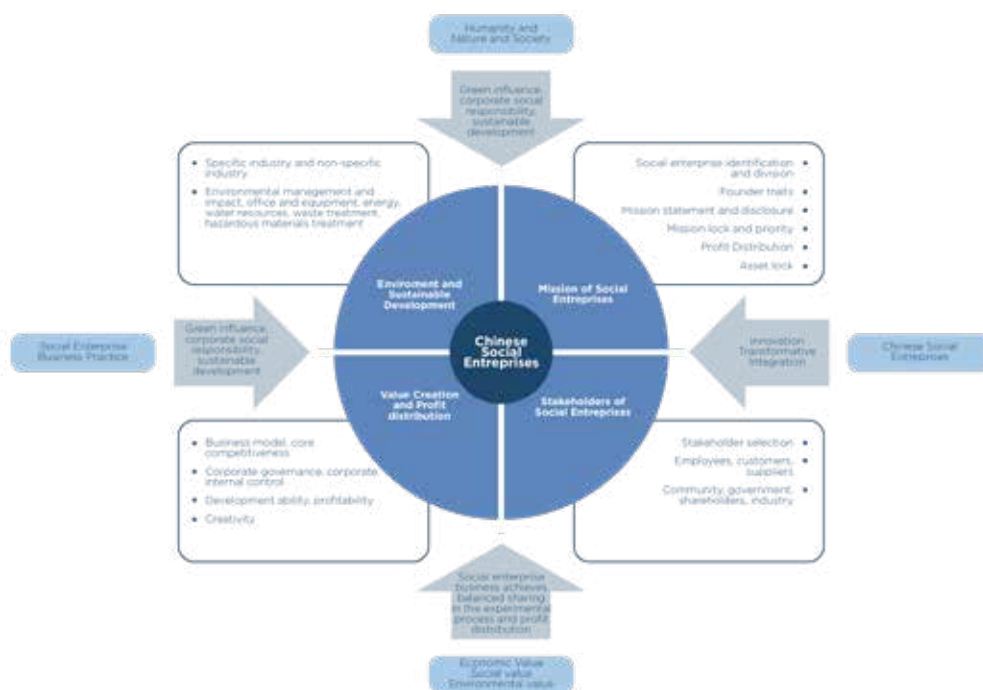 Humanity and
Nature and Society
Green influence,
corporate social
responsibility,
sustainable
development
• Specific industry and non-specific
industry
• Environmental management and
impact, office and equipment, energy,
water resources, waste treatment,
hazardous materials treatment
Social enterprise identification •
and division
Founder traits •
Mission statement and disclosure •
Mission lock and priority •
Profit Distribution •
Asset lock •
Enviroment and
Sustainable
Development
Mission of Social
Entreprises
Social Enterprise
Business Practice
Green influence,
corporate social
responsibility,
sustainable
development
Chinese
Social
Entreprises
Innovation
Transformative
Integration
Chinese Social
Entreprises
Value Creation
and Profit
distribution
Stakeholders of
Social Entreprises
• Business model, core
competitiveness
• Corporate governance, corporate
internal control
• Development ability, profitability
• Creativity
Stakeholder selection •
Employees, customers, •
suppliers
Community, government, •
shareholders, industry
Social enterprise
business achieves
balanced sharing
in the experimental
process and profit
distribution
Economic Value
Social value
Environmental value